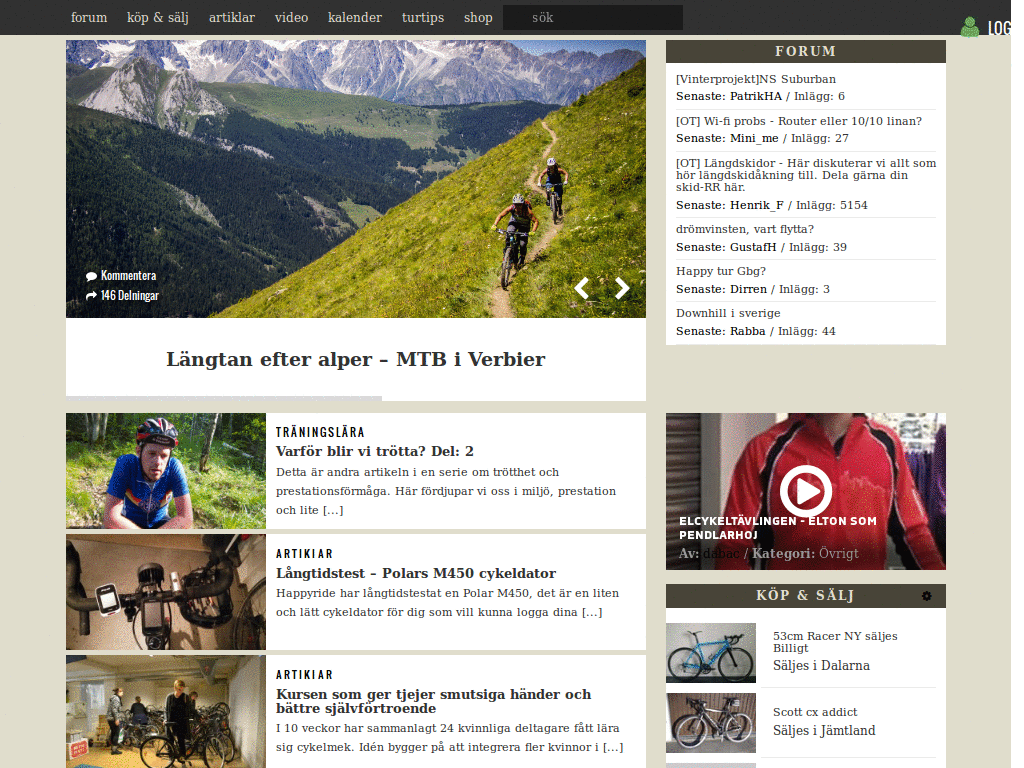 forum köp & sälj artiklar video kalender turtips shop sök LOG
Kommentera
146 Delningar
Längtan efter alper – MTB i Verbier
FORUM
[Vinterprojekt]NS Suburban
Senaste: PatrikHA / Inlägg: 6
[OT] Wi-fi probs - Router eller 10/10 linan?
Senaste: Mini_me / Inlägg: 27
[OT] Längdskidor - Här diskuterar vi allt som
hör längdskidåkning till. Dela gärna din
skid-RR här.
Senaste: Henrik_F / Inlägg: 5154
drömvinsten, vart flytta?
Senaste: GustafH / Inlägg: 39
Happy tur Gbg?
Senaste: Dirren / Inlägg: 3
Downhill i sverige
Senaste: Rabba / Inlägg: 44
TRÄNINGSLÄRA
Varför blir vi trötta? Del: 2
Detta är andra artikeln i en serie om trötthet och
prestationsförmåga. Här fördjupar vi oss i miljö, prestation
och lite [...]
ARTIKLAR
Långtidstest – Polars M450 cykeldator
Happyride har långtidstestat en Polar M450, det är en liten
och lätt cykeldator för dig som vill kunna logga dina [...]
ARTIKLAR
Kursen som ger tjejer smutsiga händer och
bättre självförtroende
I 10 veckor har sammanlagt 24 kvinnliga deltagare fått lära
sig cykelmek. Idén bygger på att integrera fler kvinnor i [...]
ELCYKELTÄVLINGEN - ELTON SOM
PENDLARHOJ
Av: dabac / Kategori: Övrigt
KÖP & SÄLJ
53cm Racer NY säljes
Billigt
Säljes i Dalarna
Scott cx addict
Säljes i Jämtland